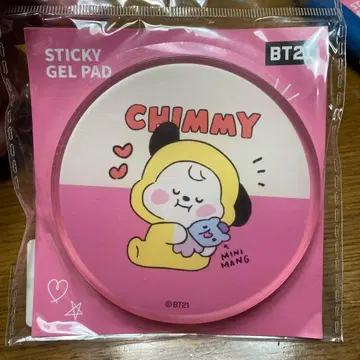 STICKY
GEL PAD
BT21
CHIMMY
MINI
MANG
©BT21